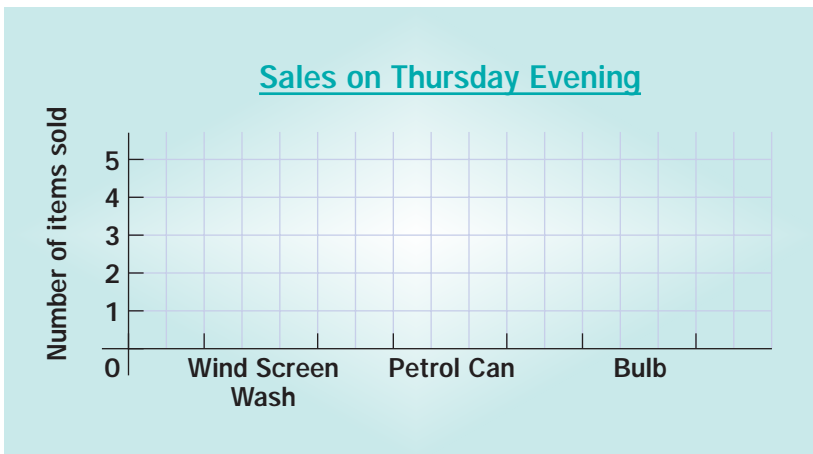 Sales on Thursday Evening
Number of items sold
5
4
3
2
1
0
Wind Screen Petrol Can Bulb
Wash